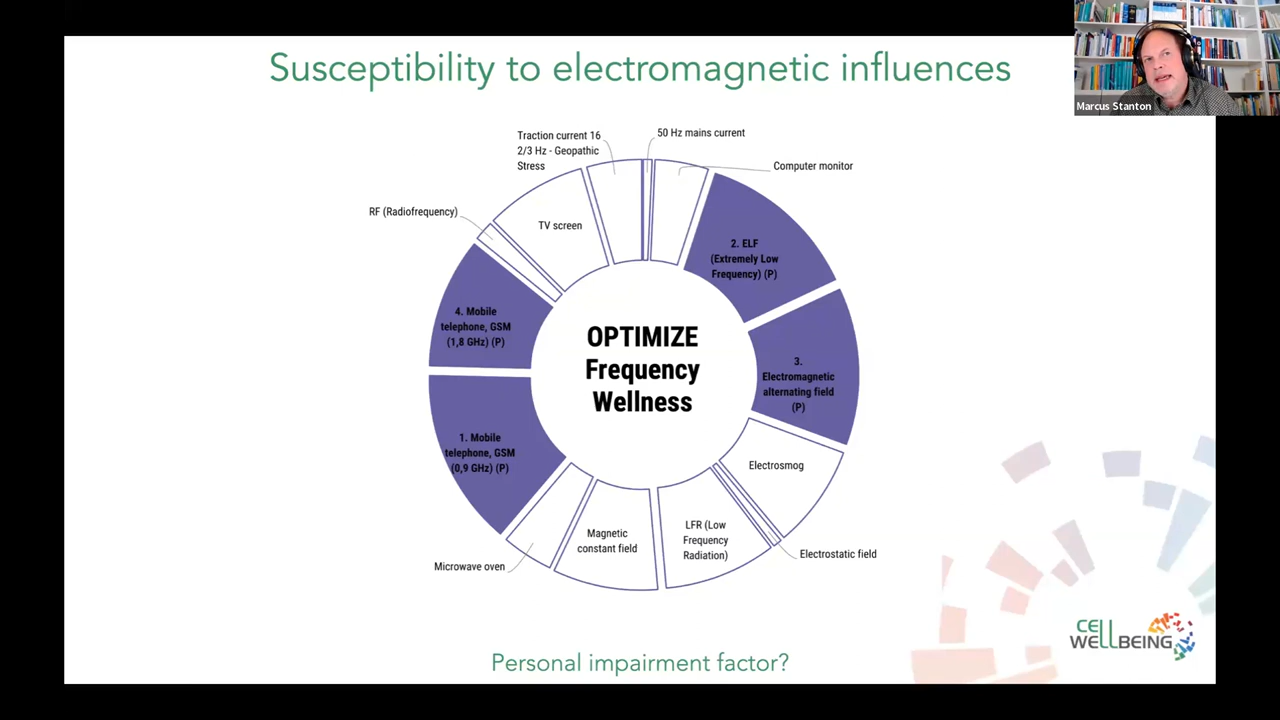 Susceptibility to electromagnetic influences
Marcus Stanton
Traction current 16
2/3 Hz - Geopathic
Stress
50 Hz mains current
Computer monitor
RF (Radiofrequency)
TV screen
2. ELF
(Extremely Low
Frequency) (P)
4. Mobile
telephone, GSM
(1,8 GHz) (P)
OPTIMIZE
Frequency
Wellness
3.
Electromagnetic
alternating field
(P)
1. Mobile
telephone, GSM
(0,9 GHz) (P)
Electrosmog
Magnetic
constant field
LFR (Low
Frequency
Radiation)
Electrostatic field
Microwave oven
CELL
WELLBEING
Personal impairment factor?